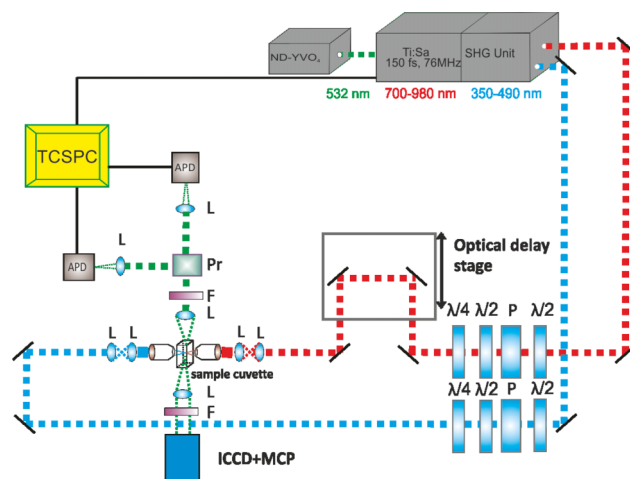 ND-YVO₄
Ti:Sa
150 fs, 76MHz
SHG Unit
532 nm
700-980 nm
350-490 nm
TCSPC
APD
L
L
APD
Pr
F
L
Optical delay
stage
λ/4 λ/2 P λ/2
L L
L L
sample cuvette
λ/4 λ/2 P λ/2
L
F
ICCD+MCP